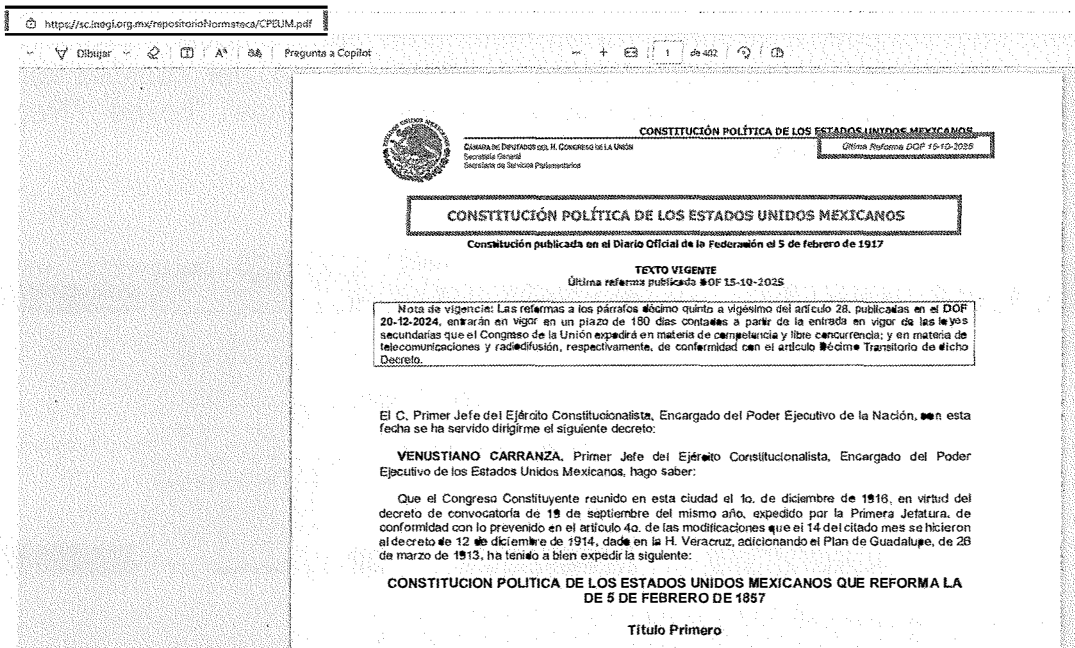 https://sc.inegi.org.mx/repositorioNormateca/CPEUM.pdf
Dibujar
Pregunta a Copilot
1 de 402
CONSTITUCIÓN POLÍTICA DE LOS ESTADOS UNIDOS MEXICANOS
CÁMARA DE DIPUTADOS DEL H. CONGRESO DE LA UNIÓN
Última Reforma DOF 15-10-2025
Secretaría General
Secretaría de Servicios Parlamentarios
CONSTITUCIÓN POLÍTICA DE LOS ESTADOS UNIDOS MEXICANOS
Constitución publicada en el Diario Oficial de la Federación el 5 de febrero de 1917
TEXTO VIGENTE
Última reforma publicada DOF 15-10-2025
Nota de vigencia: Las reformas a los párrafos décimo quinto a vigésimo del artículo 28, publicadas en el DOF
20-12-2024, entrarán en vigor en un plazo de 180 días contados a partir de la entrada en vigor de las leyes
secundarias que el Congreso de la Unión expedirá en materia de competencia y libre concurrencia; y en materia de
telecomunicaciones y radiodifusión, respectivamente, de conformidad con el artículo Décimo Transitorio de dicho
Decreto.
El C. Primer Jefe del Ejército Constitucionalista, Encargado del Poder Ejecutivo de la Nación, con esta
fecha se ha servido dirigirme el siguiente decreto:
VENUSTIANO CARRANZA, Primer Jefe del Ejército Constitucionalista, Encargado del Poder
Ejecutivo de los Estados Unidos Mexicanos, hago saber:
Que el Congreso Constituyente reunido en esta ciudad el 1o. de diciembre de 1916, en virtud del
decreto de convocatoria de 19 de septiembre del mismo año, expedido por la Primera Jefatura, de
conformidad con lo prevenido en el artículo 4o. de las modificaciones que el 14 del citado mes se hicieron
al decreto de 12 de diciembre de 1914, dado en la H. Veracruz, adicionando el Plan de Guadalupe, de 26
de marzo de 1913, ha tenido a bien expedir la siguiente:
CONSTITUCION POLITICA DE LOS ESTADOS UNIDOS MEXICANOS QUE REFORMA LA
DE 5 DE FEBRERO DE 1857
Título Primero